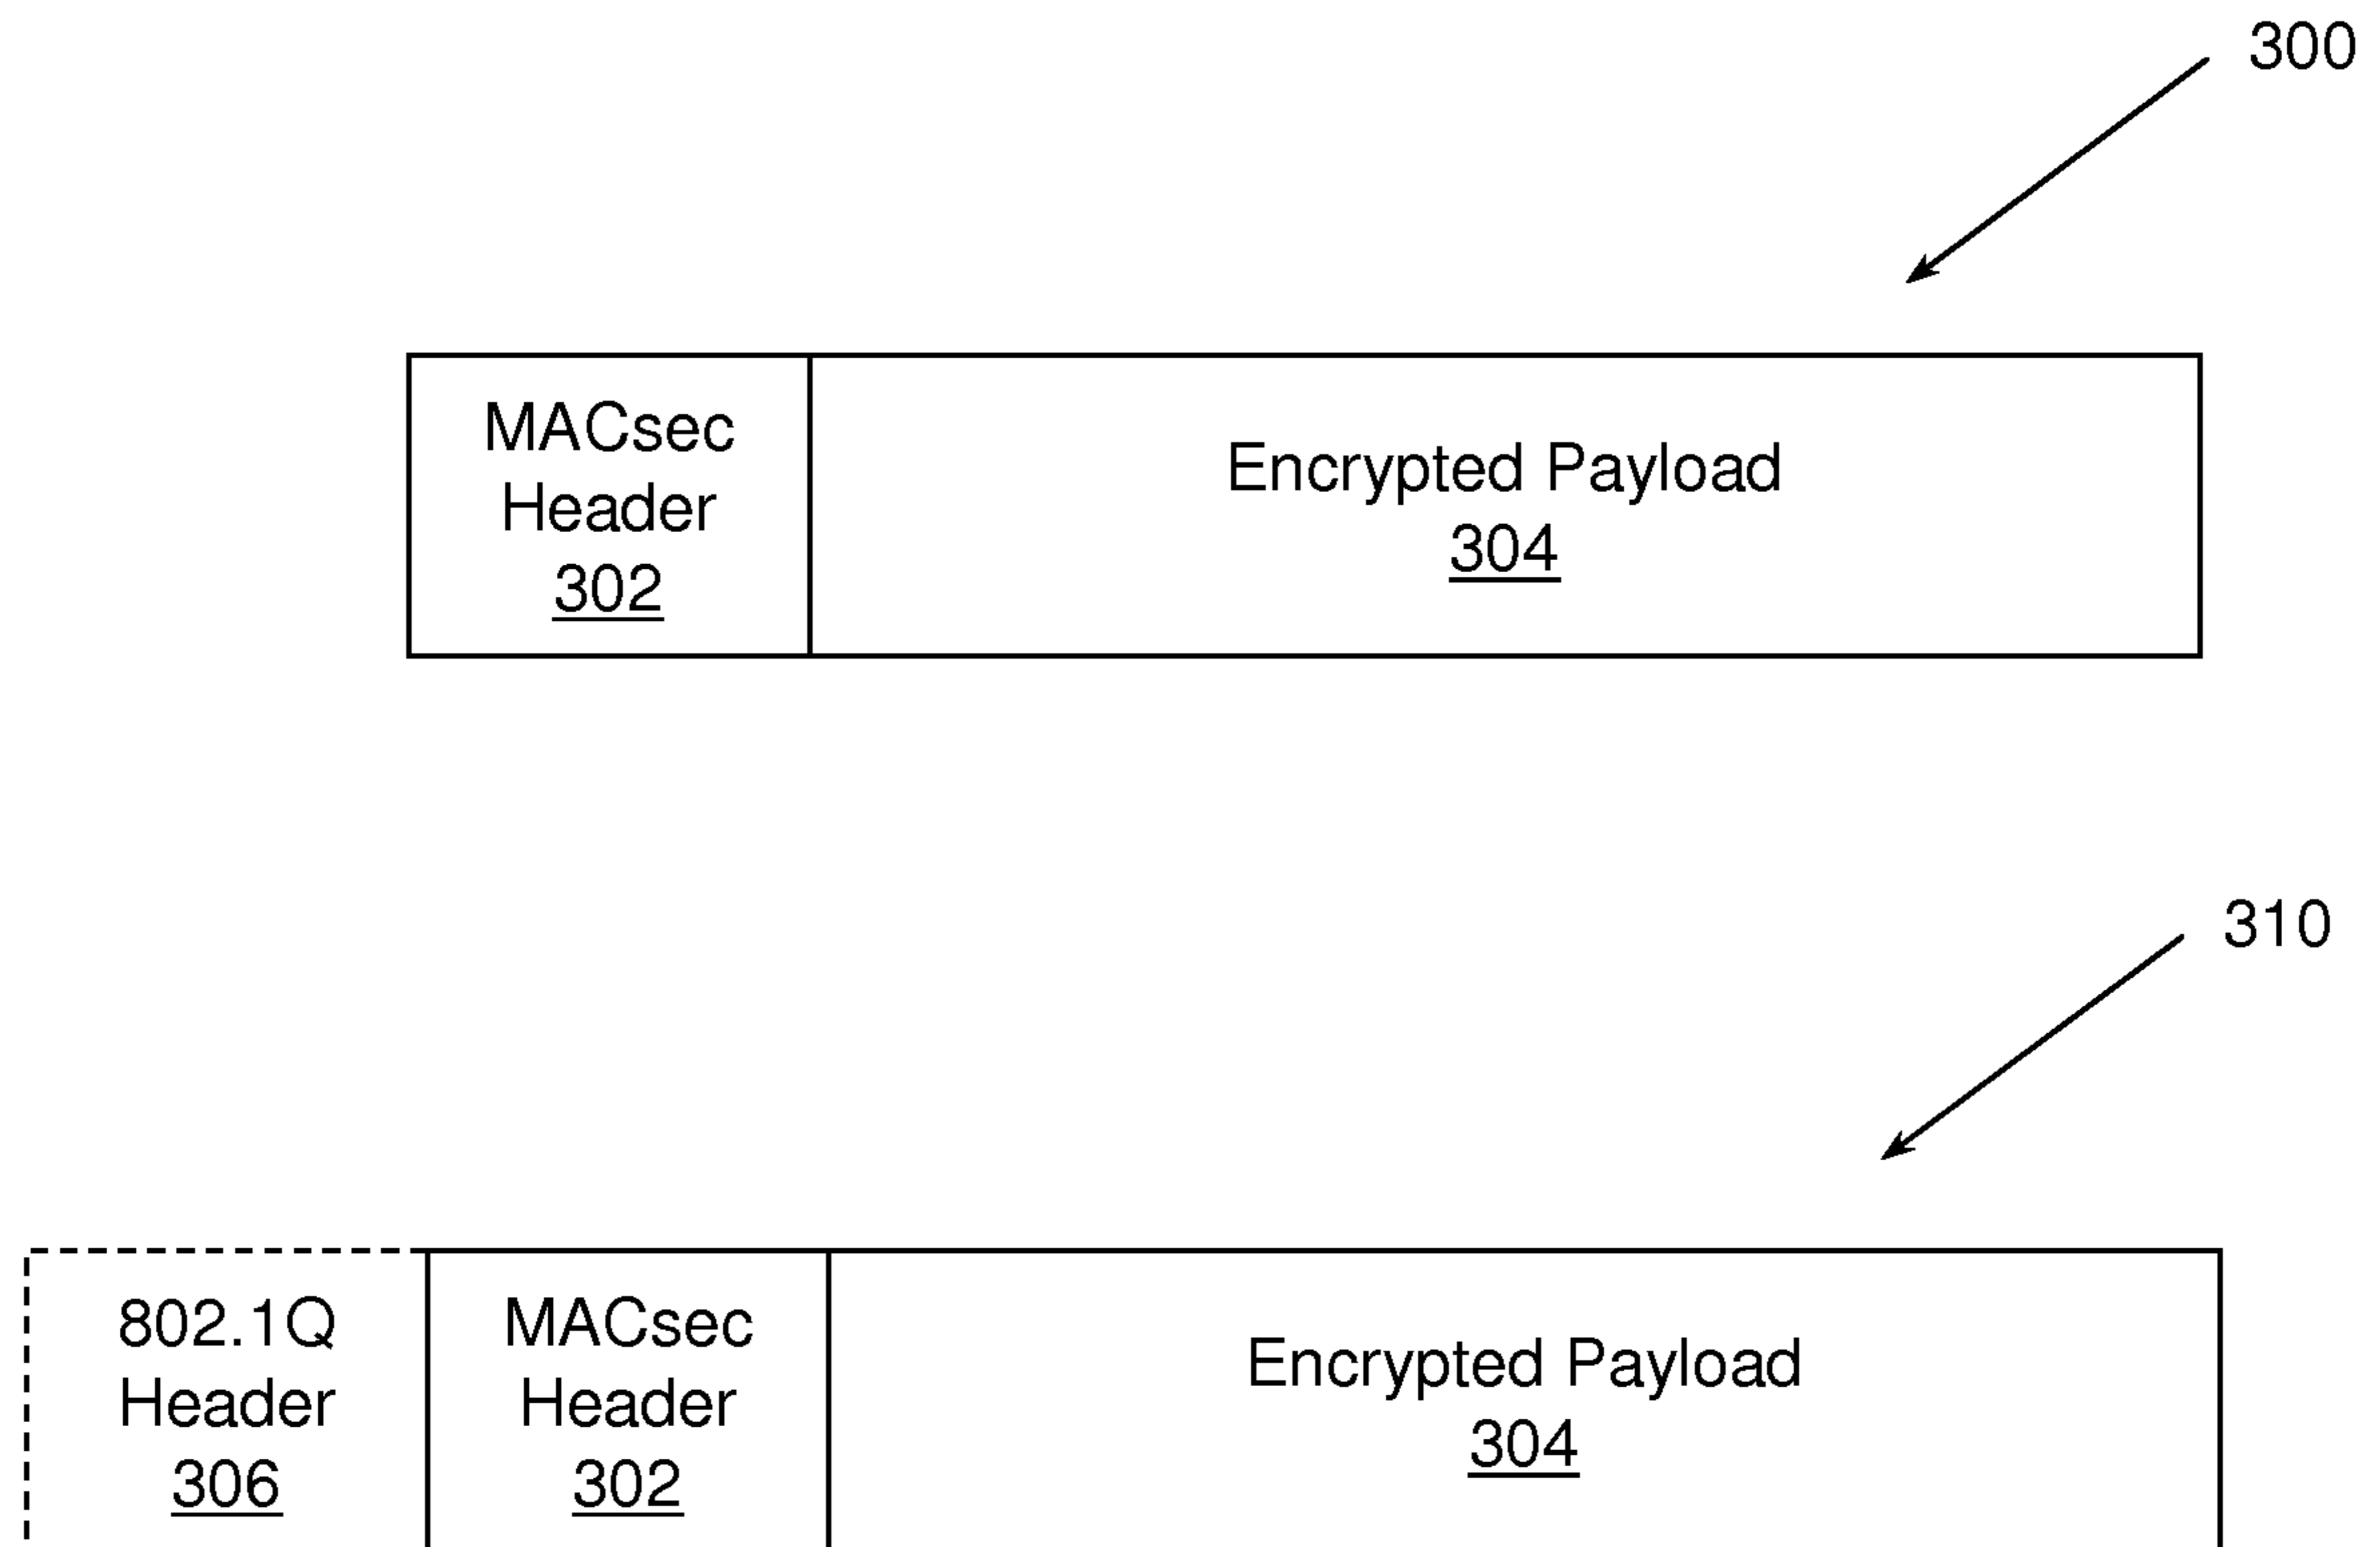 300
MACsec
Header
302
Encrypted Payload
304
310
802.1Q
Header
306
MACsec
Header
302
Encrypted Payload
304